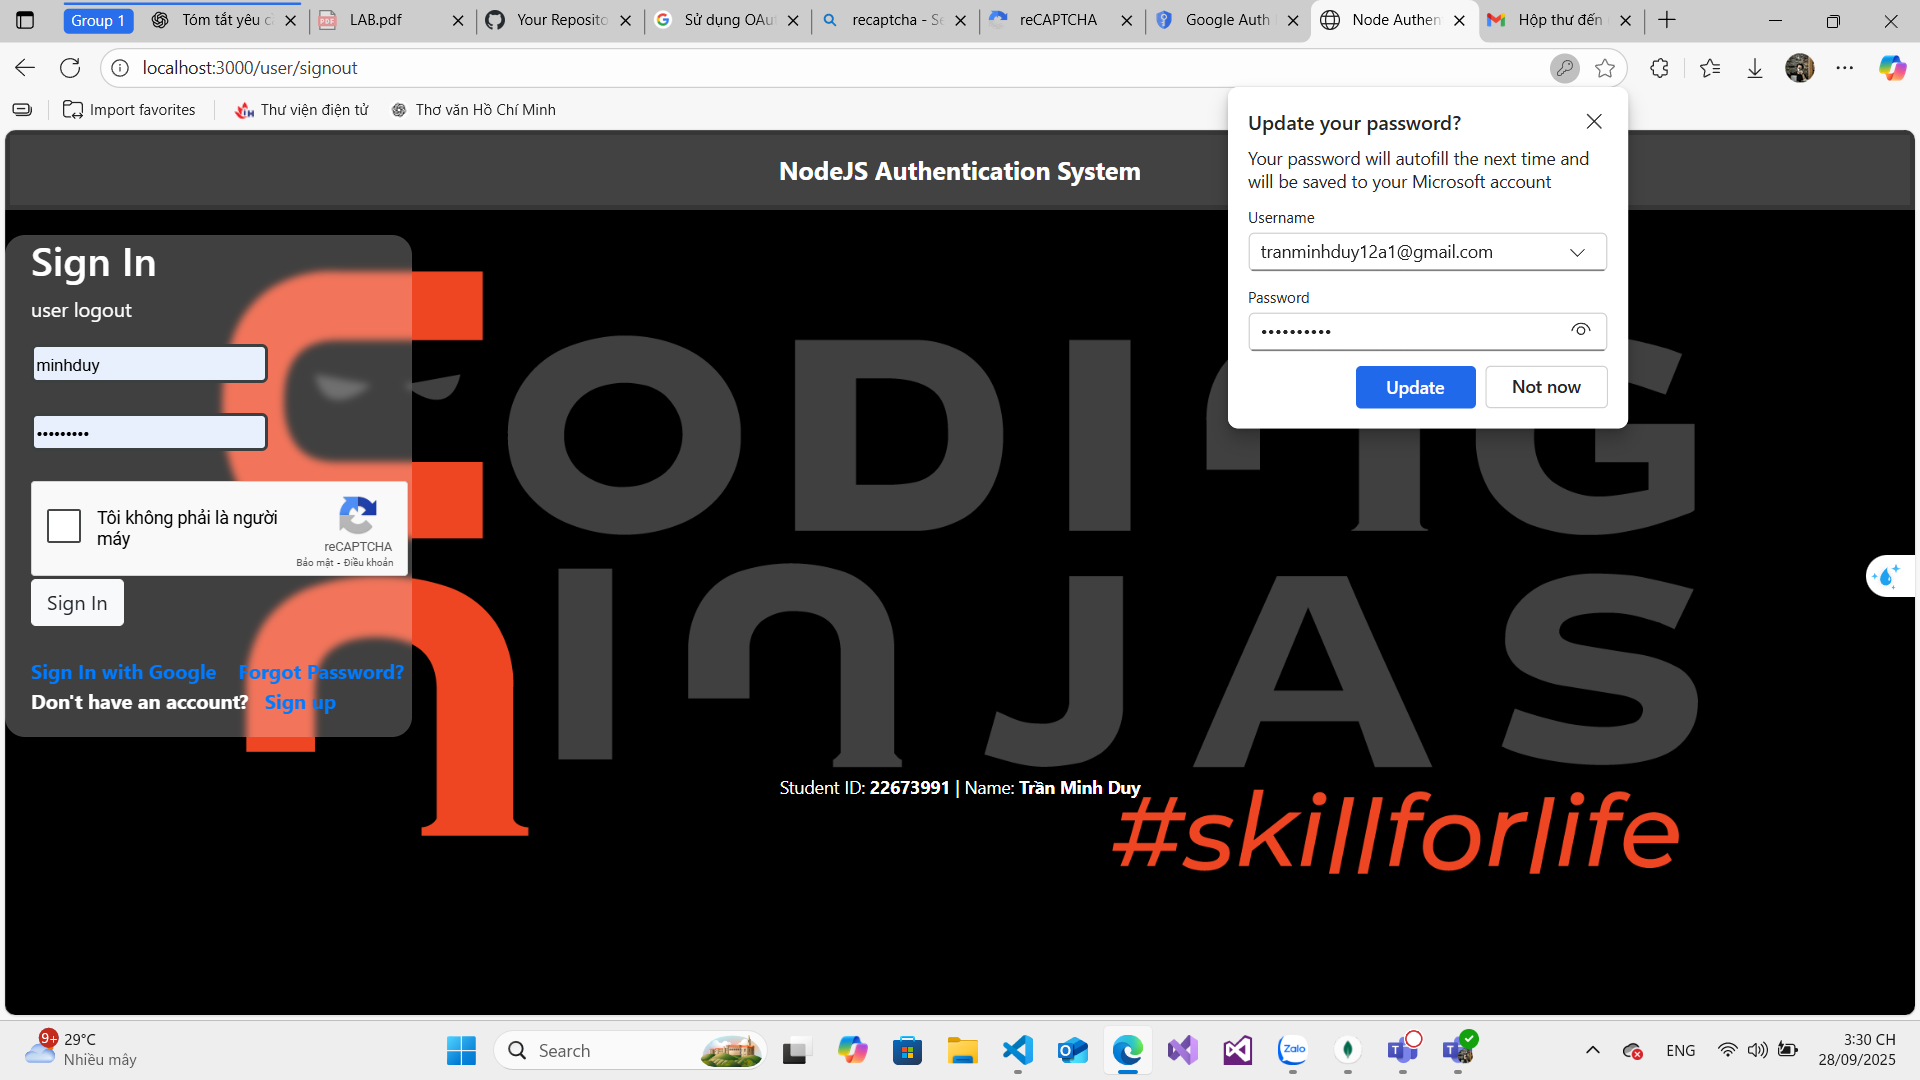 Group 1
Tóm tắt yêu c
LAB.pdf
Your Reposito
Sử dụng OAu
recaptcha - Se
reCAPTCHA
Google Auth
Node Authen
Hộp thư đến
localhost:3000/user/signout
Import favorites
Thư viện điện tử
Thơ văn Hồ Chí Minh
NodeJS Authentication System
Update your password?
Your password will autofill the next time and
will be saved to your Microsoft account
Username
tranminhduy12a1@gmail.com
Password
••••••••••
Update
Not now
Sign In
user logout
minhduy
•••••••••
Tôi không phải là người
máy
reCAPTCHA
Bảo mật - Điều khoản
Sign In
Sign In with Google
Forgot Password?
Don't have an account?
Sign up
CODING
NINJAS
#skillforlife
Student ID: 22673991 | Name: Trần Minh Duy
9+
29°C
Nhiều mây
Search
Zalo
ENG
3:30 CH
28/09/2025